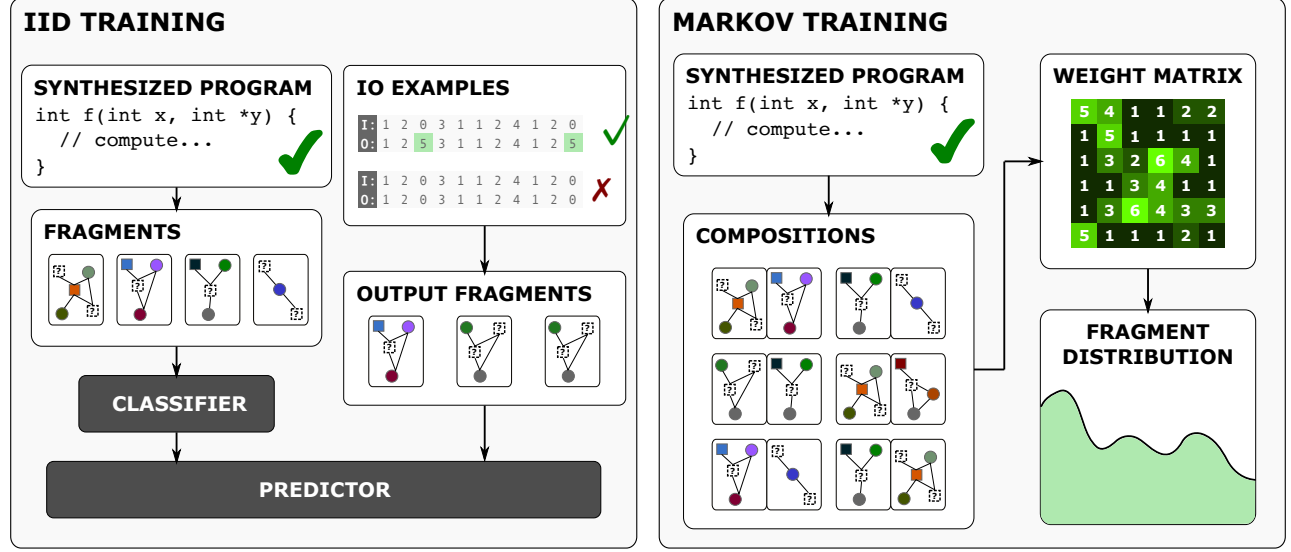 IID TRAINING
SYNTHESIZED PROGRAM
int f(int x, int *y) {
// compute...
}
IO EXAMPLES
I: 1 2 0 3 1 1 2 4 1 2 0
O: 1 2 5 3 1 1 2 4 1 2 5
I: 1 2 0 3 1 1 2 4 1 2 0
O: 1 2 0 3 1 1 2 4 1 2 0
FRAGMENTS
? ? ? ? ? ?
OUTPUT FRAGMENTS
? ? ? ? ?
CLASSIFIER
PREDICTOR
MARKOV TRAINING
SYNTHESIZED PROGRAM
int f(int x, int *y) {
// compute...
}
COMPOSITIONS
? ? ? ? ? ?
? ? ? ? ? ?
? ? ? ? ? ?
WEIGHT MATRIX
5 4 1 1 2 2
1 5 1 1 1 1
1 3 2 6 4 1
1 1 3 4 1 1
1 3 6 4 3 3
5 1 1 1 2 1
FRAGMENT
DISTRIBUTION